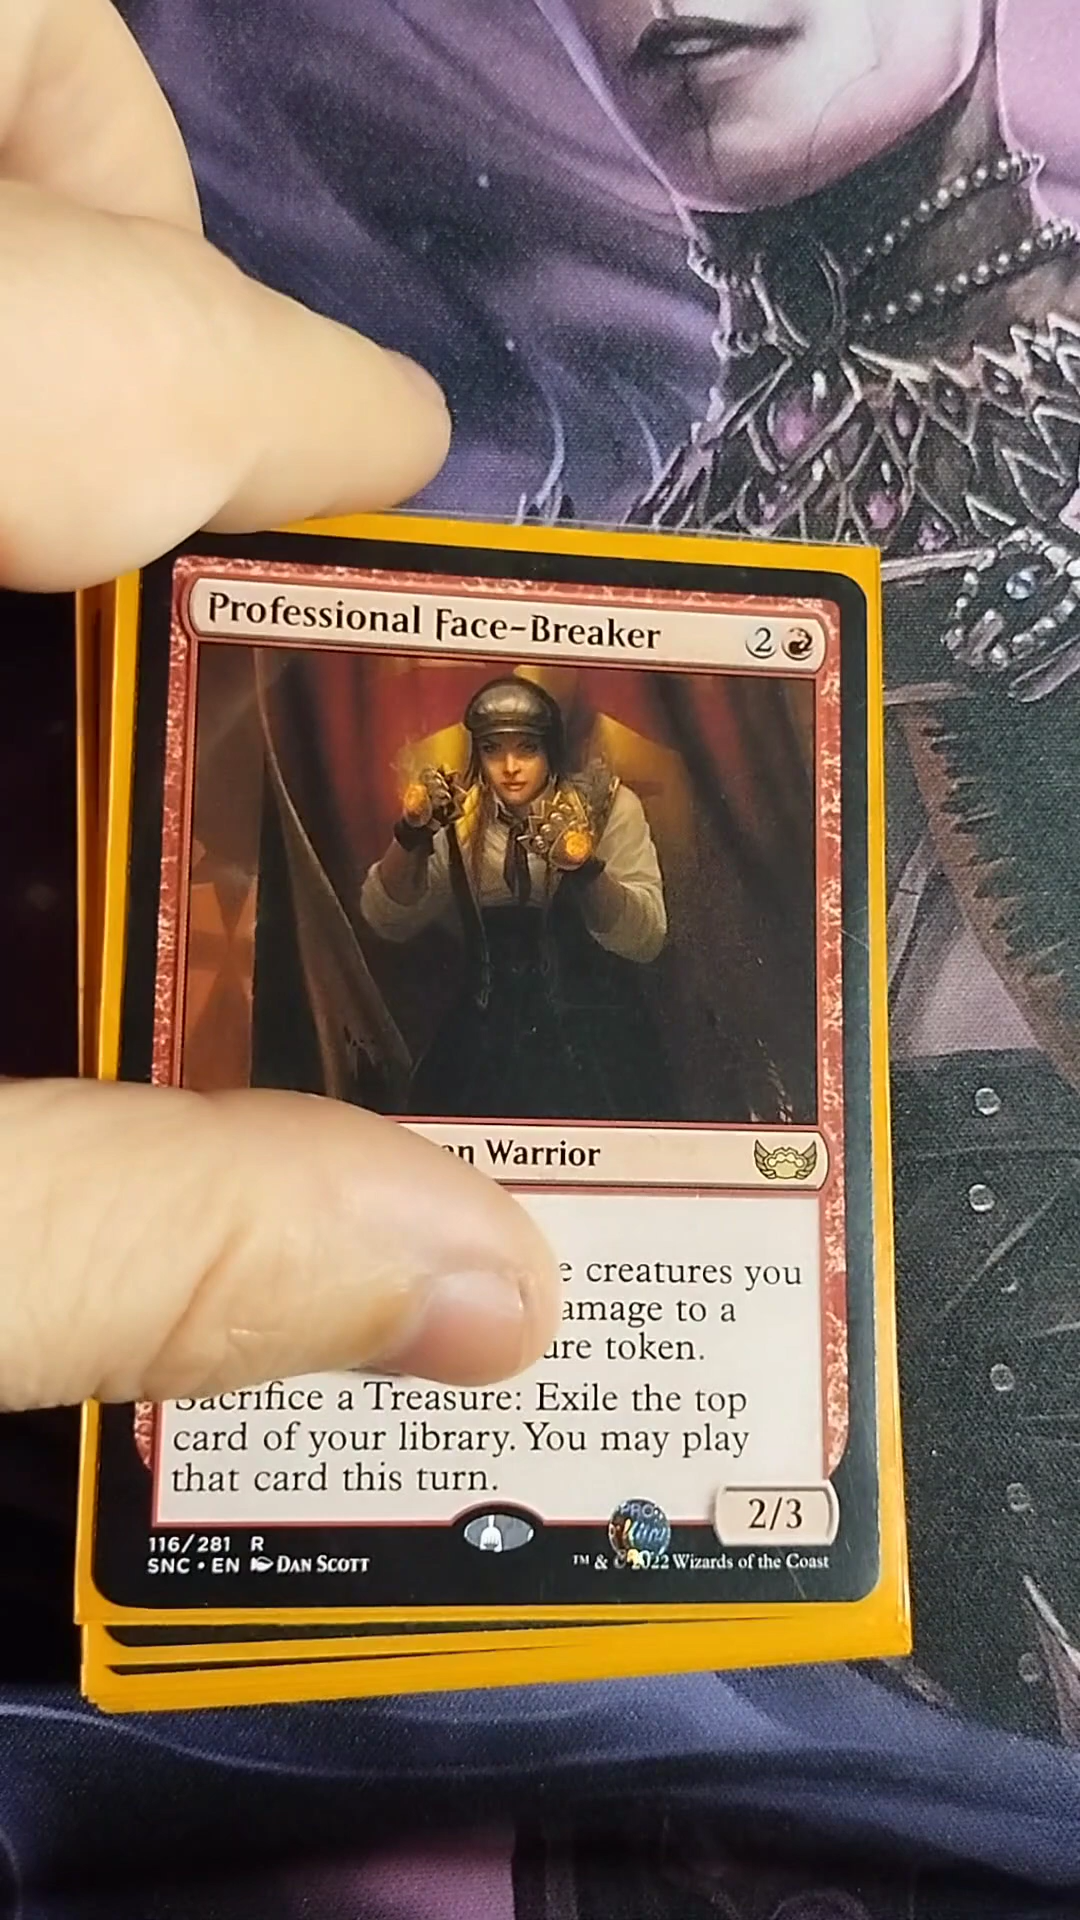 Professional Face-Breaker 2
Warrior
creatures you
amage to a
token.
Sacrifice a Treasure: Exile the top
card of your library. You may play
that card this turn.
2/3
116/281 R
SNC • EN DAN SCOTT
™ & © 2022 Wizards of the Coast